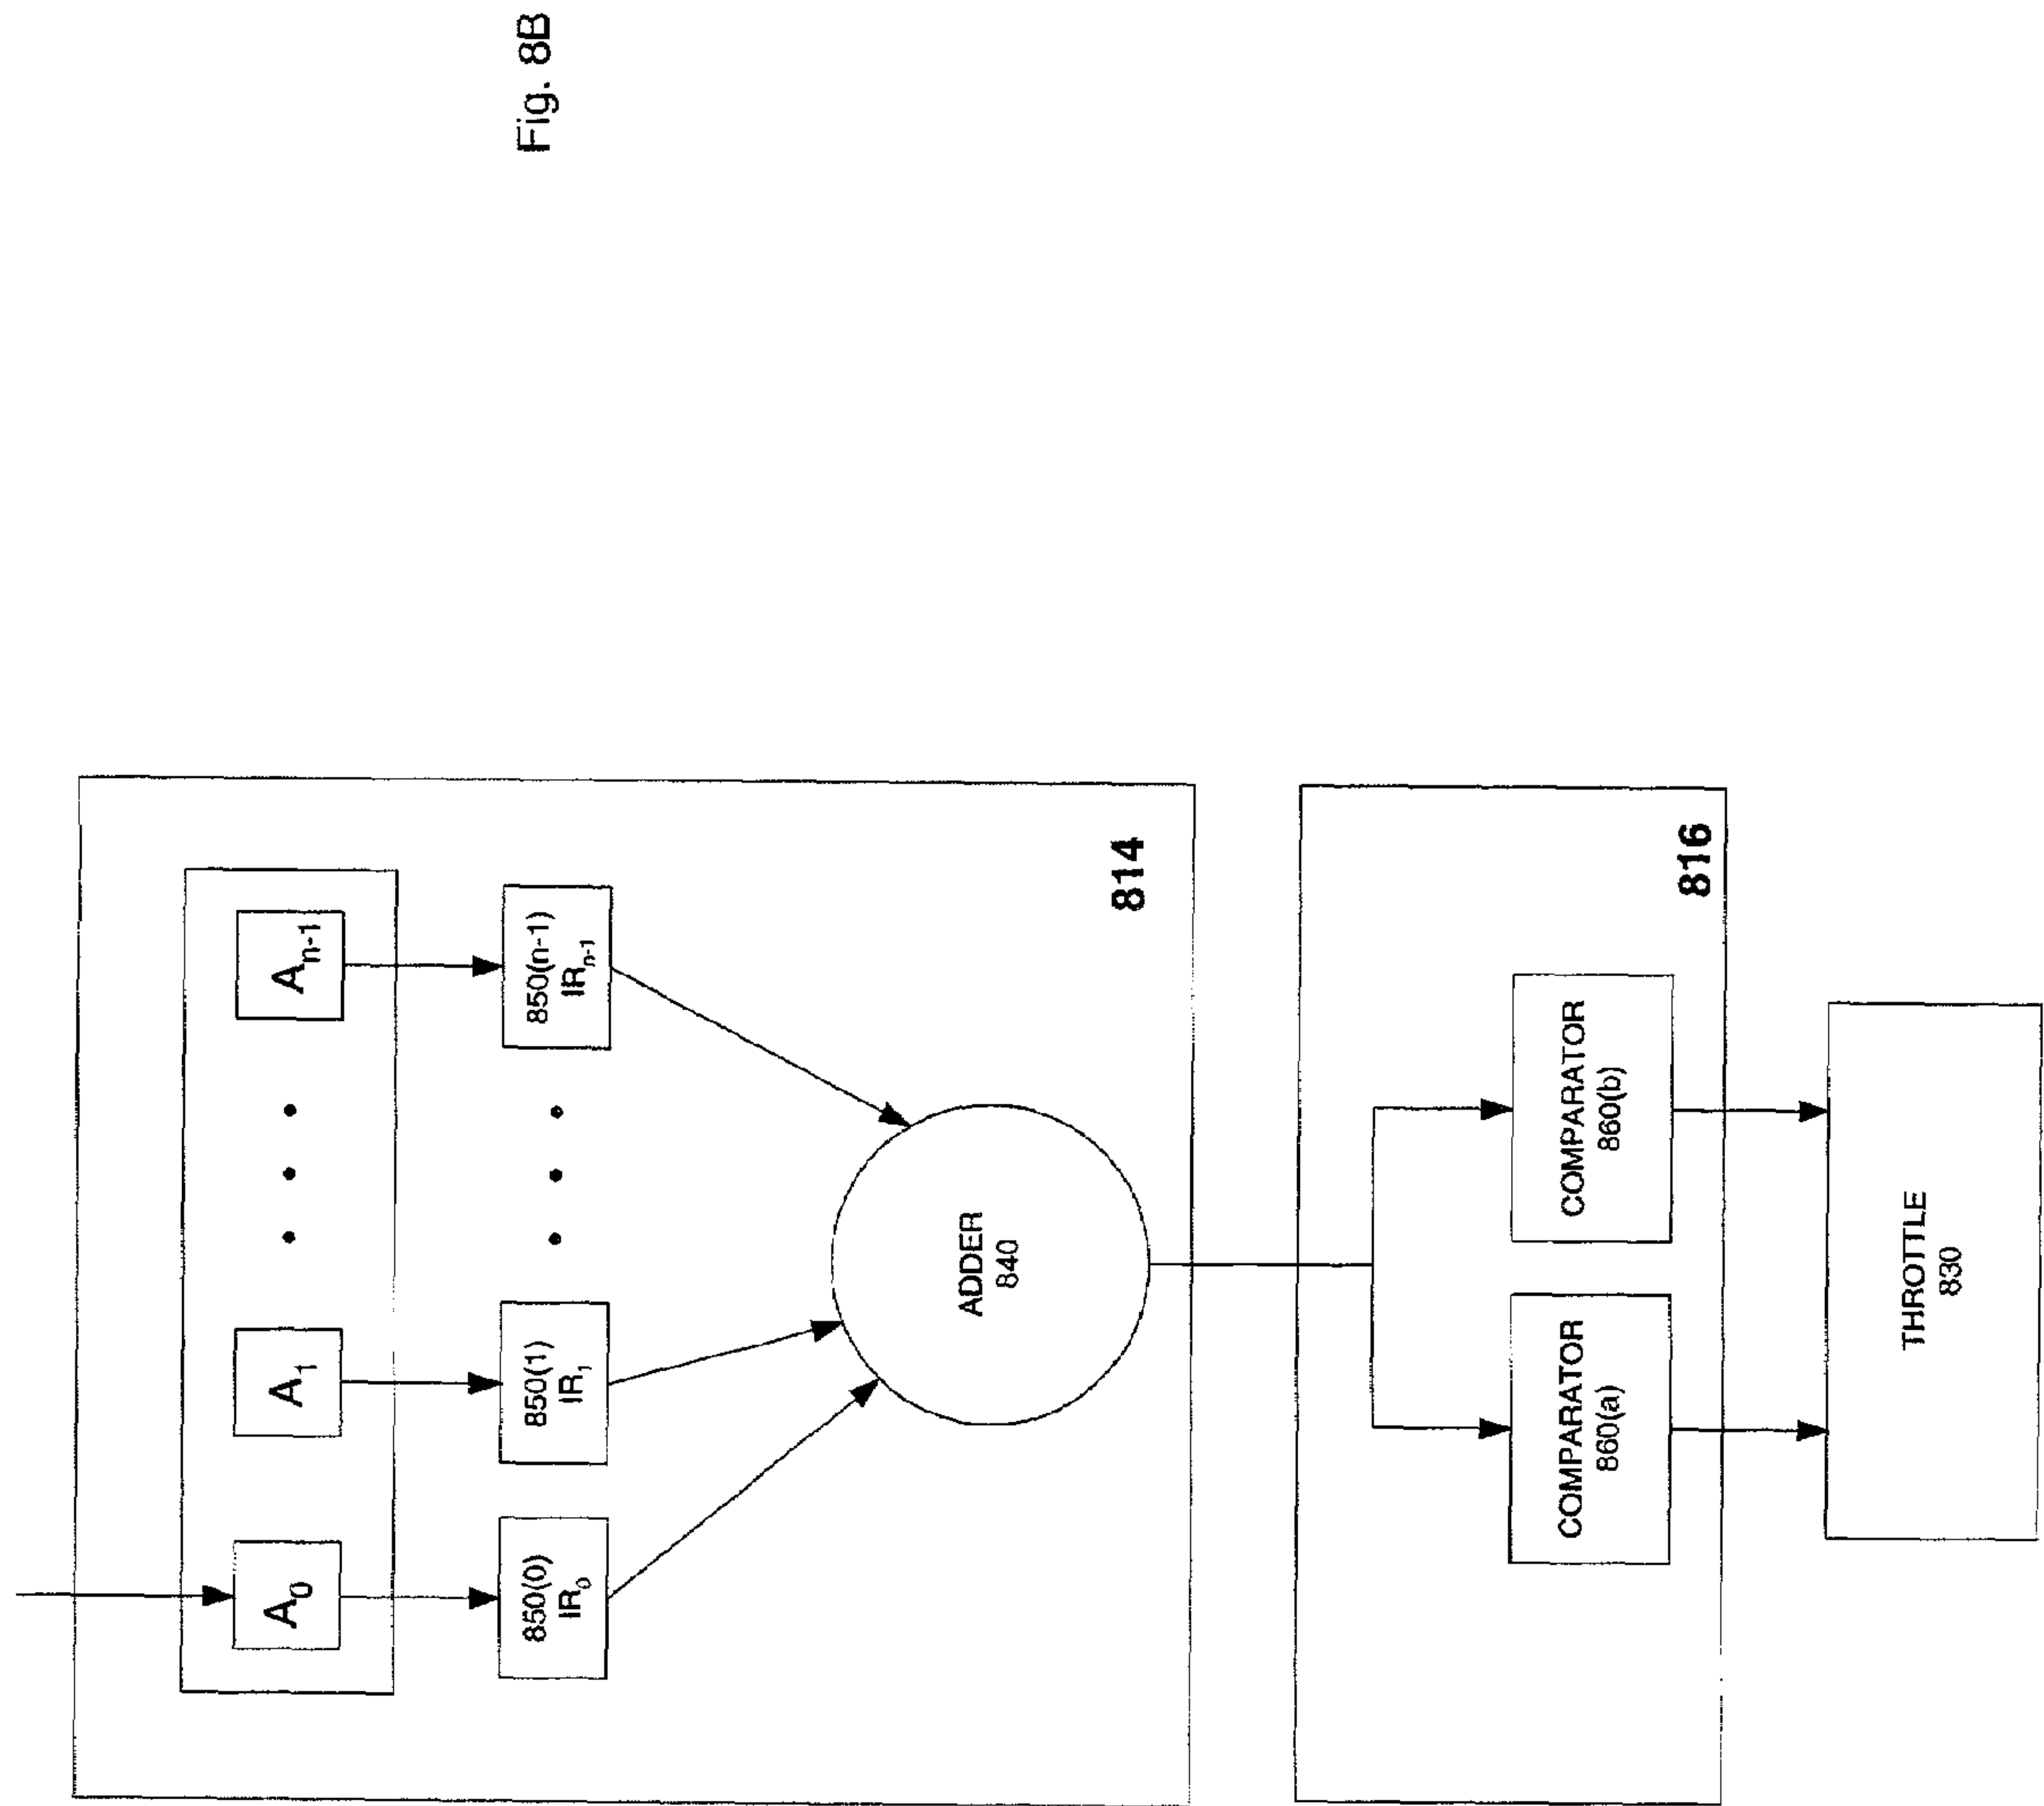 Fig. 8B
A0
A1
• • •
An-1
850(0)
IR0
850(1)
IR1
• • •
850(n-1)
IRn-1
ADDER
840
814
COMPARATOR
860(a)
COMPARATOR
860(b)
816
THROTTLE
830